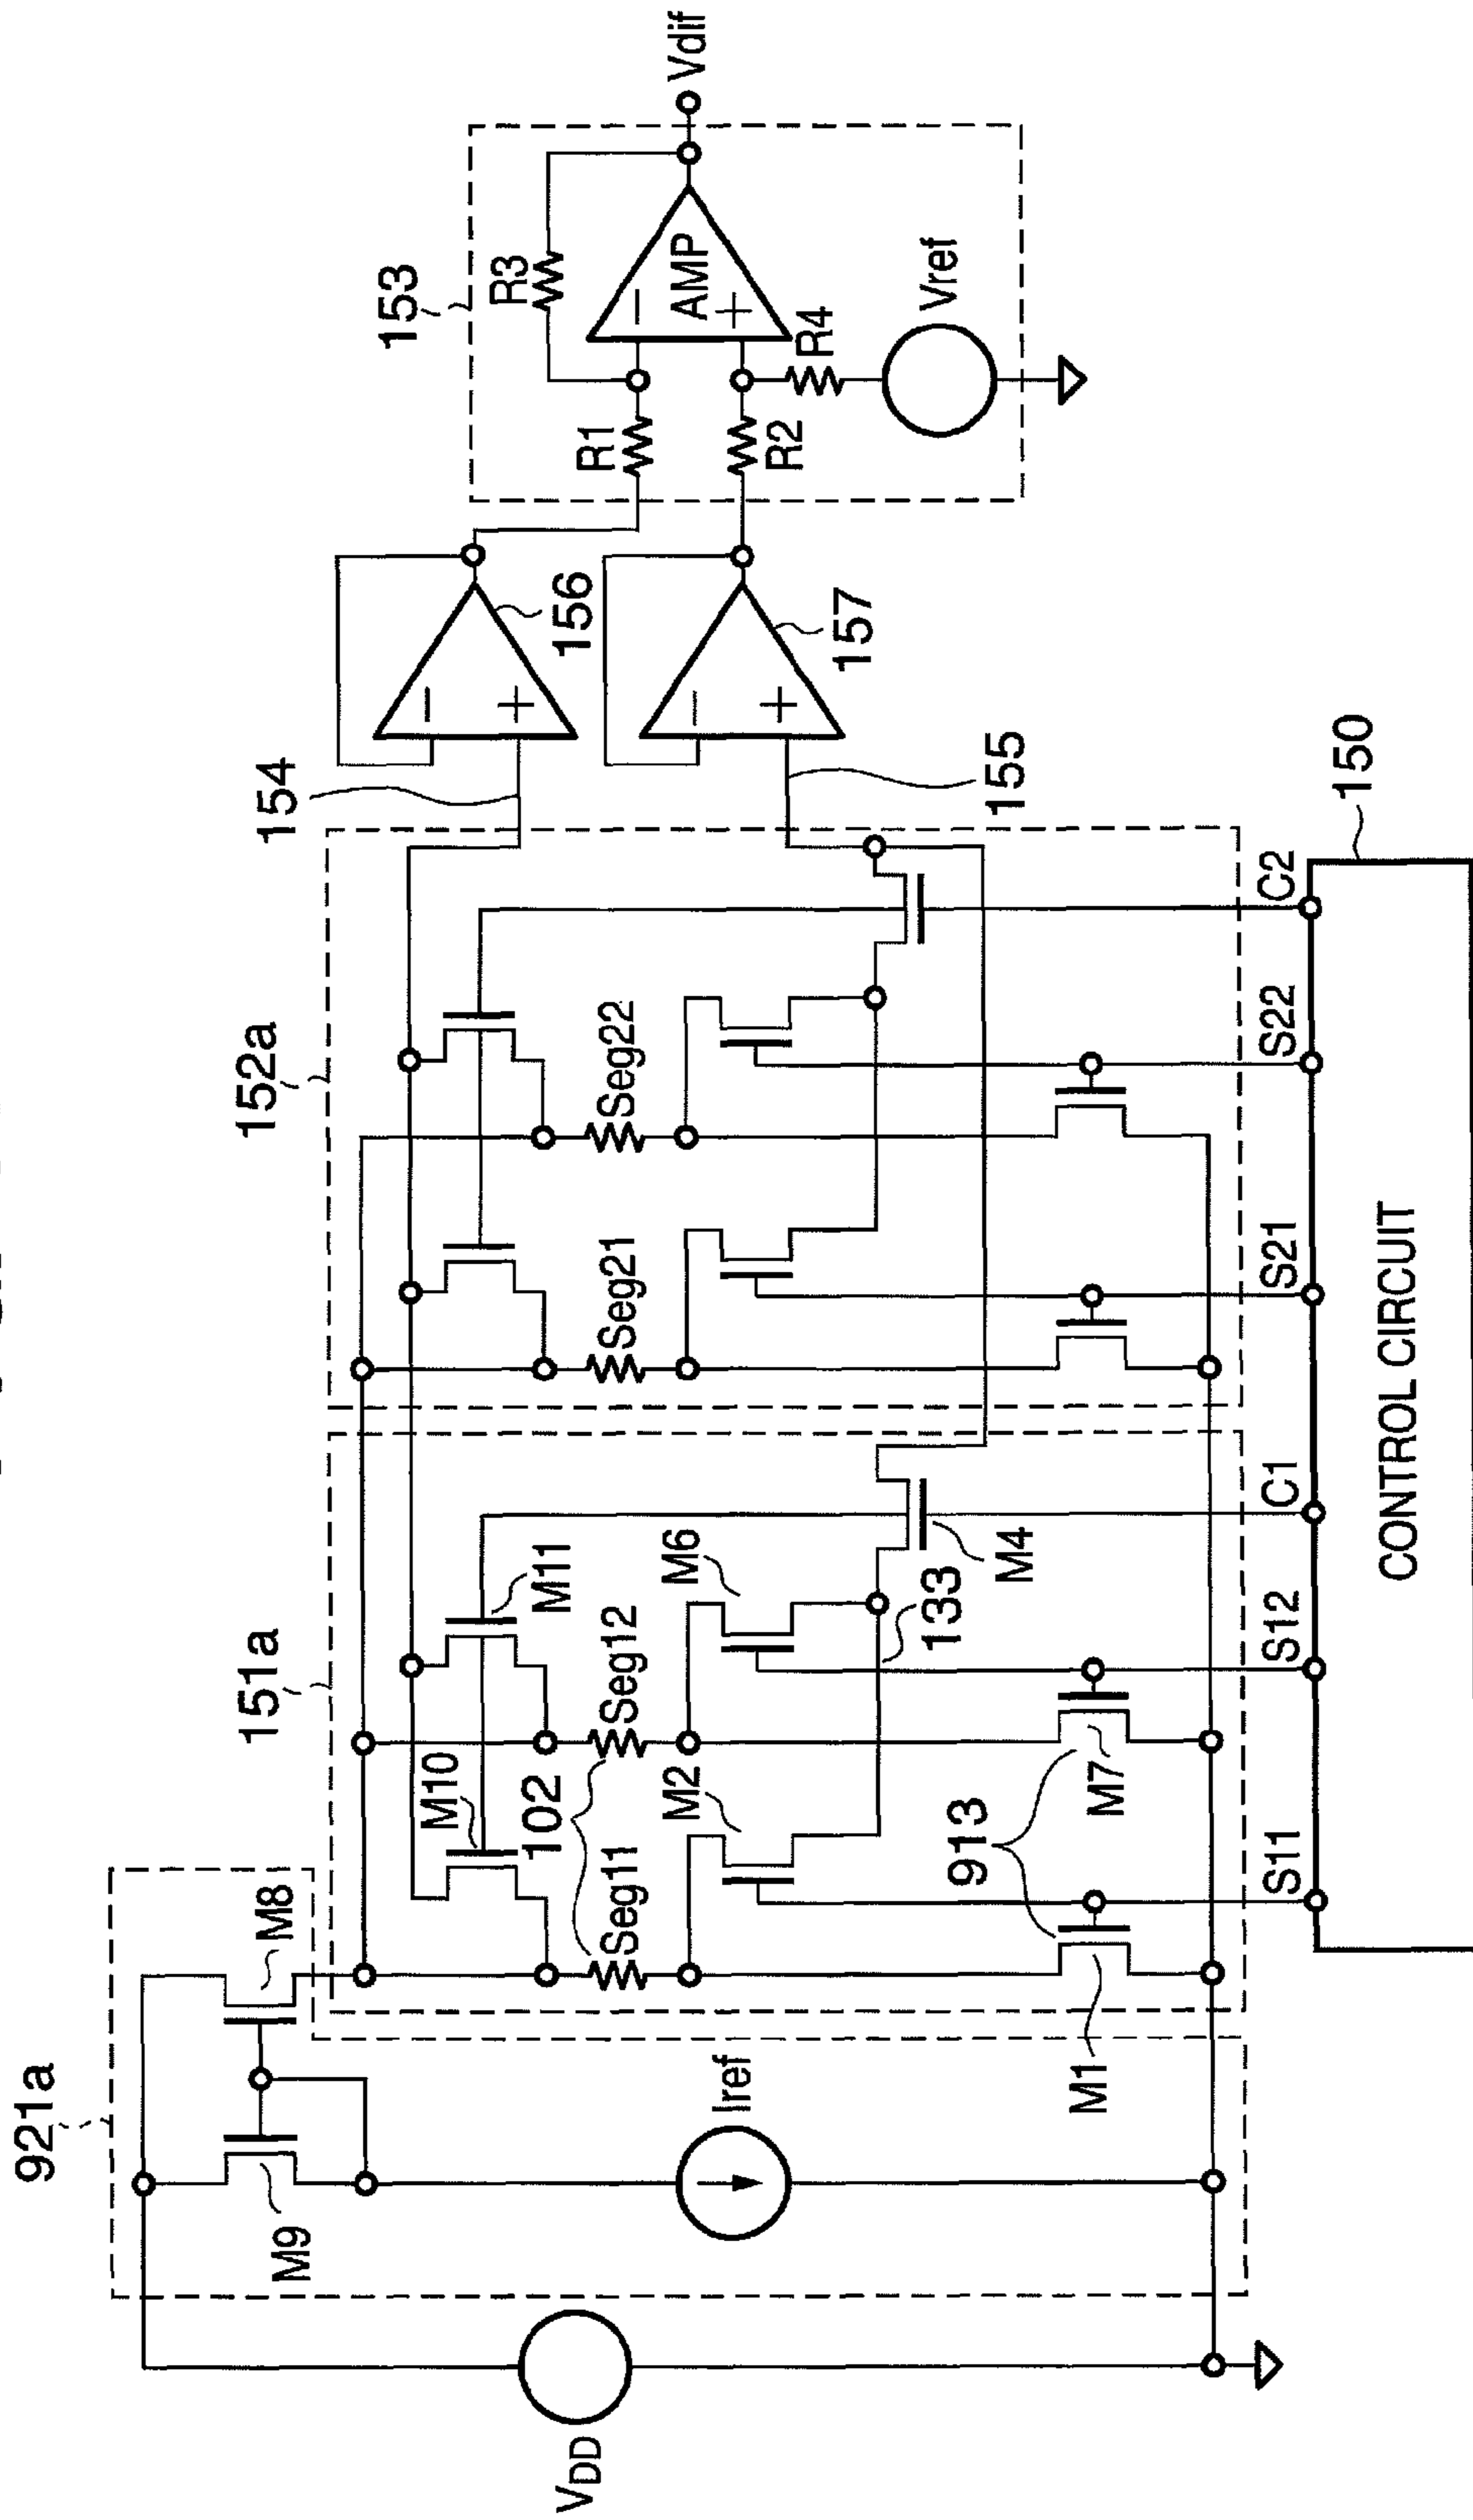 921a
VDD
M9
M8
Iref
M1
151a
M10
M11
102
Seg11
Seg12
M2
M6
133
M4
913
M7
S11
S12
C1
152a
Seg21
Seg22
S21
S22
C2
CONTROL CIRCUIT
150
154
155
−
+
156
−
+
157
153
R1
R2
R3
R4
−
AMP
+
Vref
Vdif